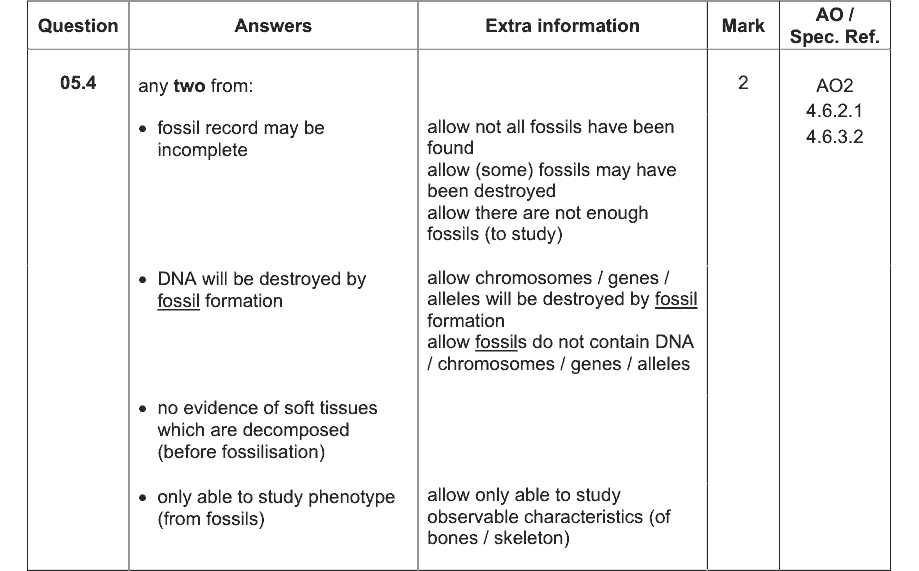 Question Answers Extra information Mark AO /
Spec. Ref.
05.4 any two from: 2 AO2
4.6.2.1
4.6.3.2
• fossil record may be
incomplete
allow not all fossils have been
found
allow (some) fossils may have
been destroyed
allow there are not enough
fossils (to study)
• DNA will be destroyed by
fossil formation
allow chromosomes / genes /
alleles will be destroyed by fossil
formation
allow fossils do not contain DNA
/ chromosomes / genes / alleles
• no evidence of soft tissues
which are decomposed
(before fossilisation)
• only able to study phenotype
(from fossils)
allow only able to study
observable characteristics (of
bones / skeleton)